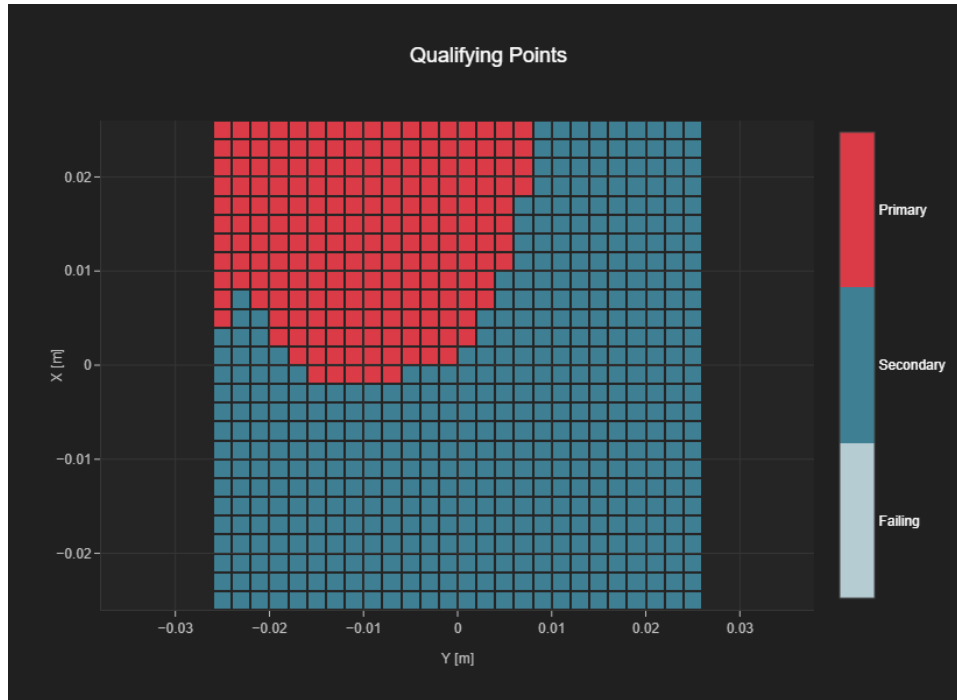 Qualifying Points
0.02
0.01
0
−0.01
−0.02
X [m]
−0.03
−0.02
−0.01
0
0.01
0.02
0.03
Y [m]
Primary
Secondary
Failing